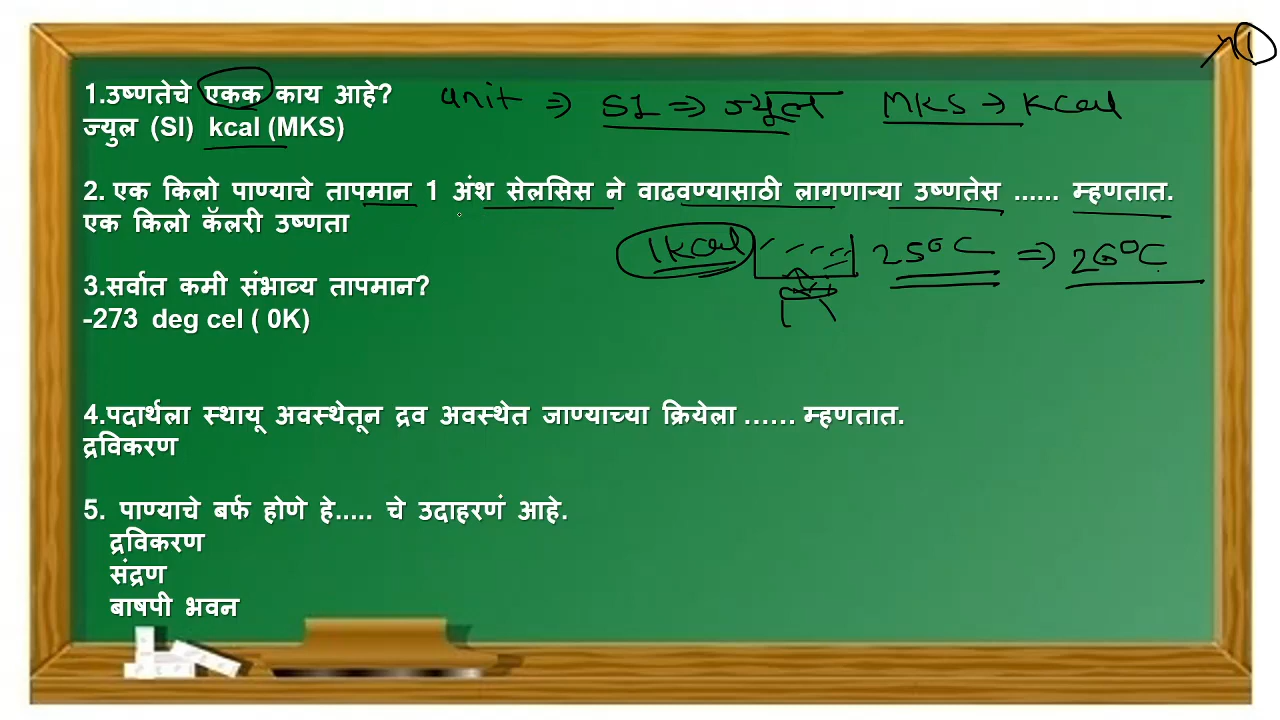 1.उष्णतेचे एकक काय आहे? unit ⇒ SI ⇒ ज्यूल MKS → kcal
ज्युल (SI) kcal (MKS)
2. एक किलो पाण्याचे तापमान 1 अंश सेलसिस ने वाढवण्यासाठी लागणाऱ्या उष्णतेस ...... म्हणतात.
एक किलो कॅलरी उष्णता
1kcal 25°C ⇒ 26°C
3.सर्वात कमी संभाव्य तापमान?
-273 deg cel ( 0K)
4.पदार्थला स्थायू अवस्थेतून द्रव अवस्थेत जाण्याच्या क्रियेला ...... म्हणतात.
द्रविकरण
5. पाण्याचे बर्फ होणे हे..... चे उदाहरणं आहे.
द्रविकरण
संद्रण
बाषपी भवन